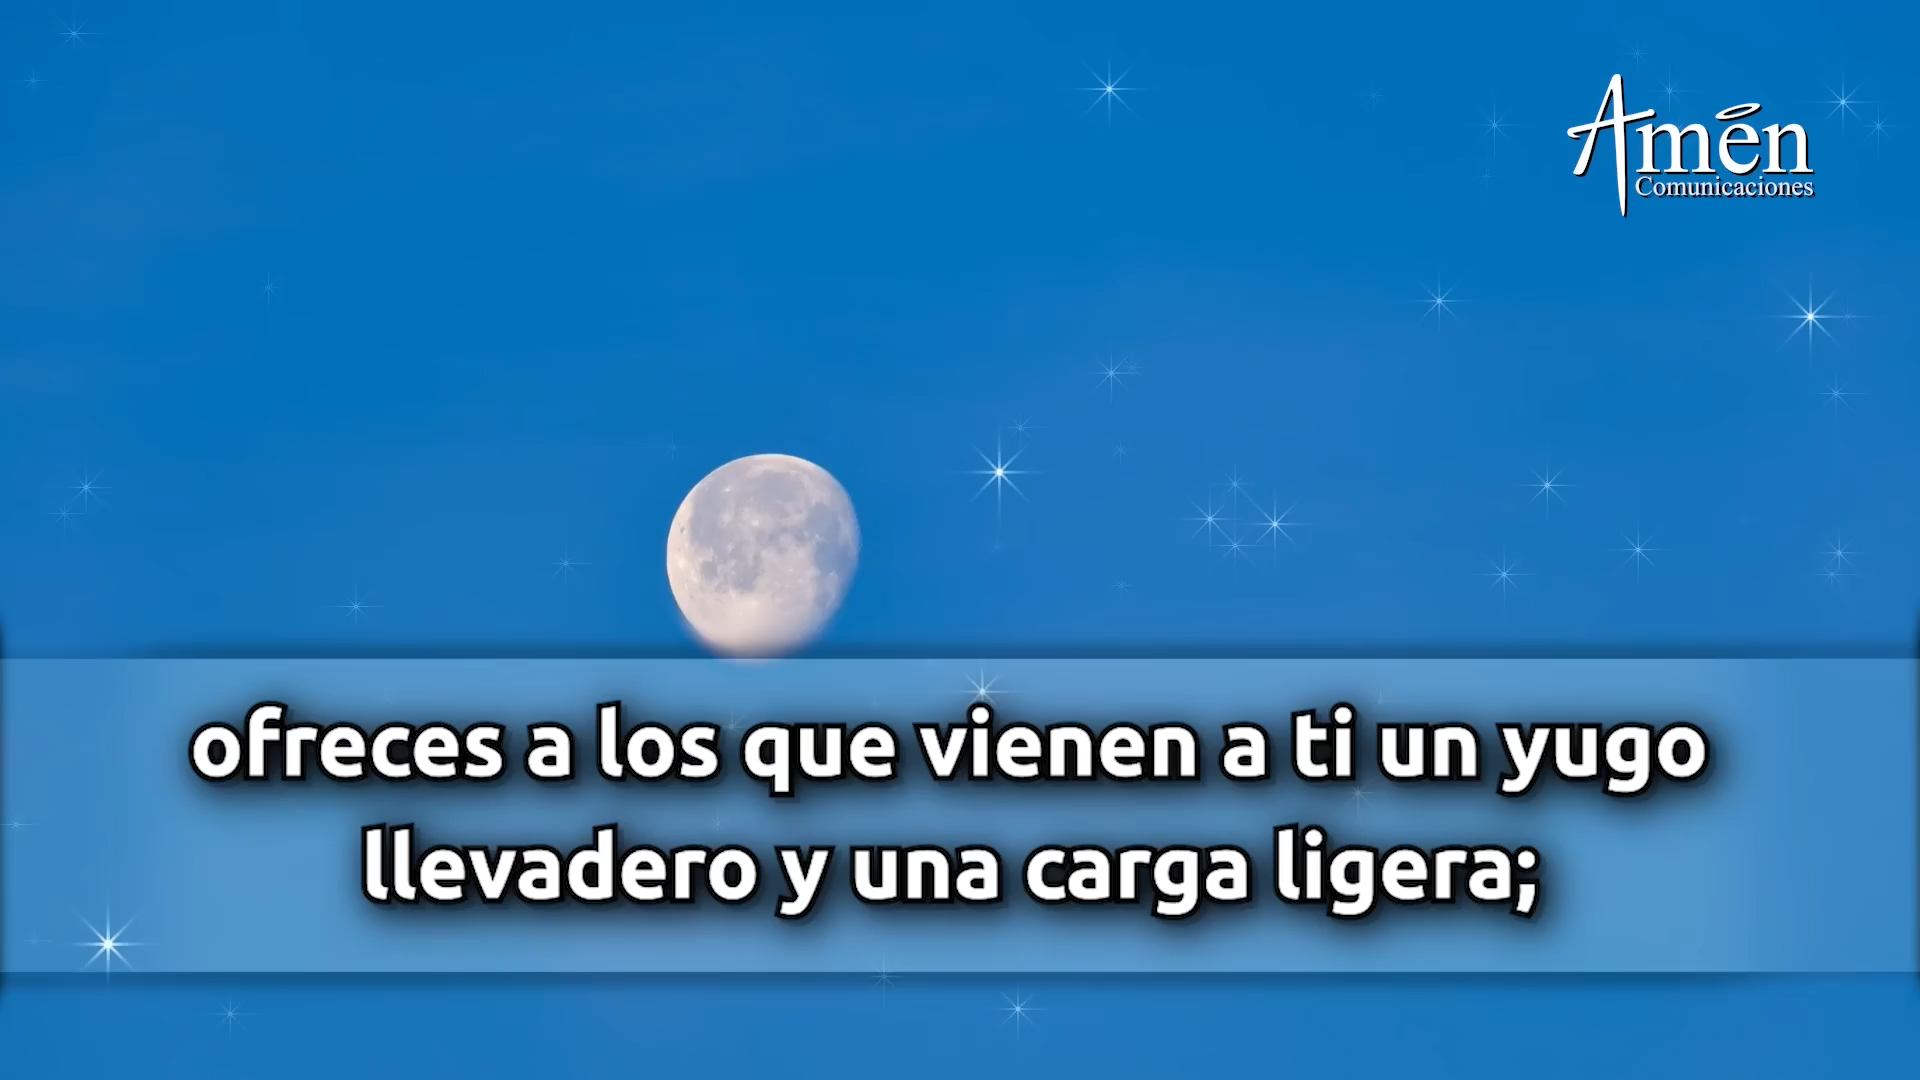 Amén
Comunicaciones
ofreces a los que vienen a ti un yugo
llevadero y una carga ligera;